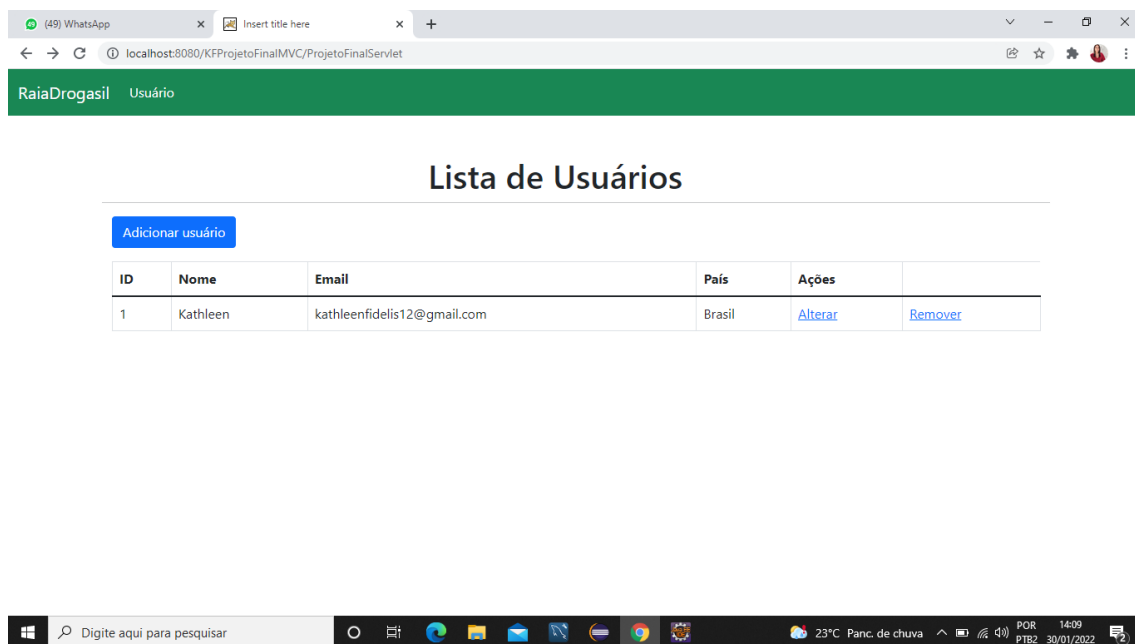 (49) WhatsApp
Insert title here
localhost:8080/KFProjetoFinalMVC/ProjetoFinalServlet
RaiaDrogasil Usuário
Lista de Usuários
Adicionar usuário
ID Nome Email País Ações
1 Kathleen kathleenfidelis12@gmail.com Brasil Alterar Remover
Digite aqui para pesquisar
23°C Panc. de chuva
POR 14:09
PTB2 30/01/2022